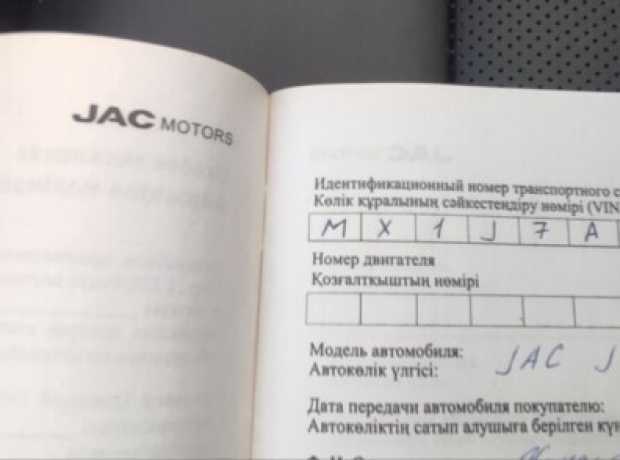 JAC MOTORS
Идентификационный номер транспортного с
Көлік құралының сәйкестендіру нөмірі (VIN
M X 1 J 7 A
Номер двигателя
Қозғалтқыштың нөмірі
Модель автомобиля:
Автокөлік үлгісі:
JAC J
Дата передачи автомобиля покупателю:
Автокөліктің сатып алушыға берілген күн